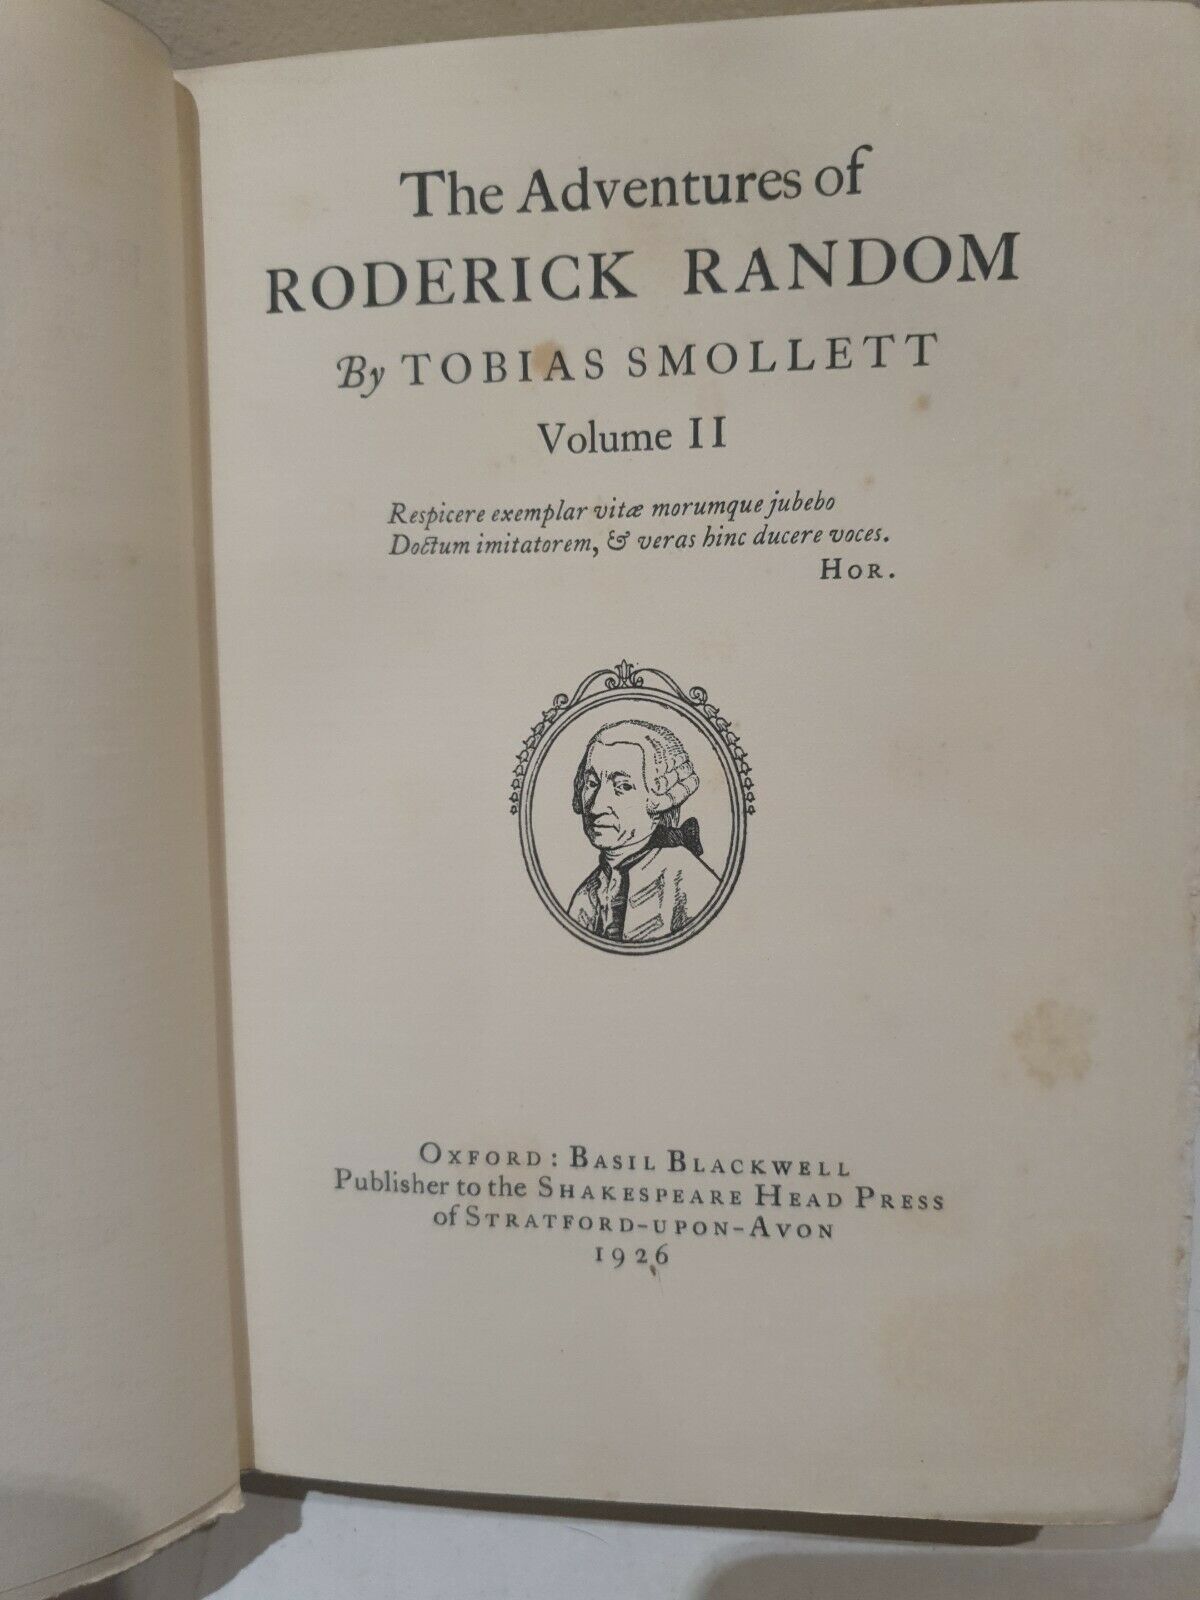 The Adventures of
RODERICK RANDOM
By TOBIAS SMOLLETT
Volume II
Respicere exemplar vitæ morumque jubebo
Doctum imitatorem, & veras hinc ducere voces.
HOR.
OXFORD: BASIL BLACKWELL
Publisher to the SHAKESPEARE HEAD PRESS
of STRATFORD-UPON-AVON
1926